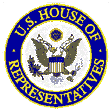 U.S. HOUSE OF
REPRESENTATIVES